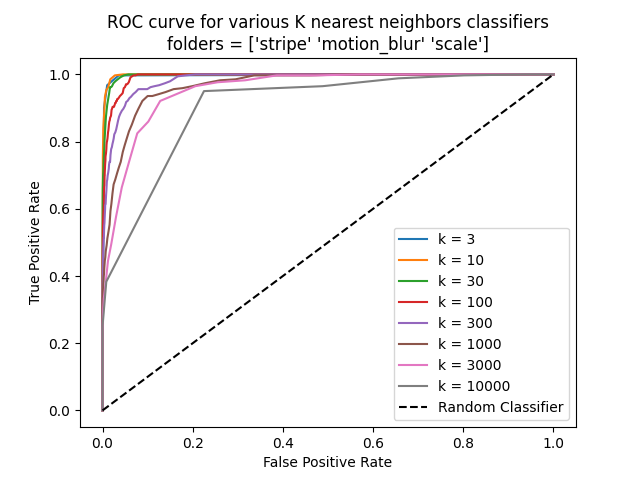 ROC curve for various K nearest neighbors classifiers
folders = ['stripe' 'motion_blur' 'scale']
True Positive Rate
1.0
0.8
0.6
0.4
0.2
0.0
k = 3
k = 10
k = 30
k = 100
k = 300
k = 1000
k = 3000
k = 10000
Random Classifier
0.0 0.2 0.4 0.6 0.8 1.0
False Positive Rate